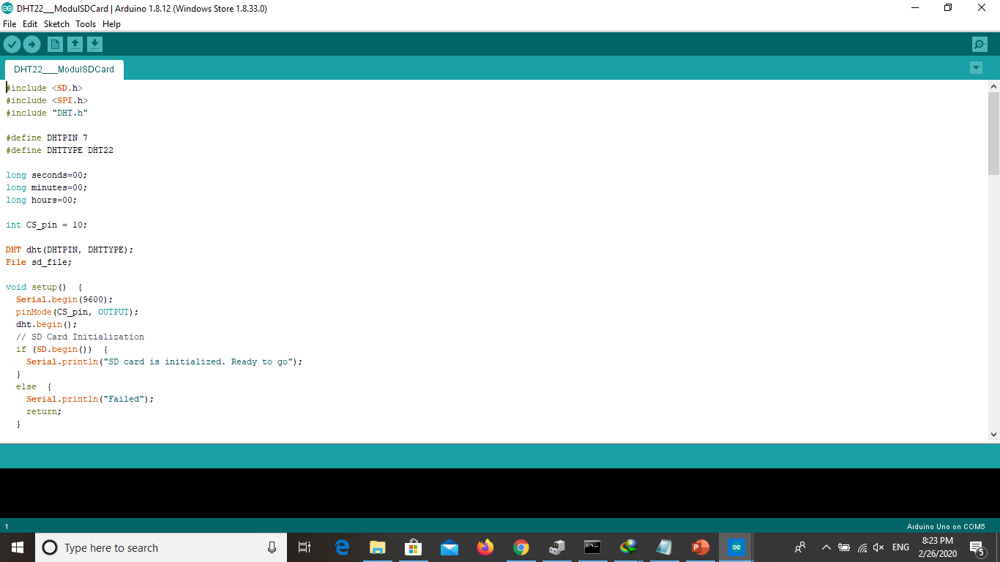 DHT22___ModulSDCard | Arduino 1.8.12 (Windows Store 1.8.33.0)
File Edit Sketch Tools Help
DHT22___ModulSDCard
#include <SD.h>
#include <SPI.h>
#include "DHT.h"
#define DHTPIN 7
#define DHTTYPE DHT22
long seconds=00;
long minutes=00;
long hours=00;
int CS_pin = 10;
DHT dht(DHTPIN, DHTTYPE);
File sd_file;
void setup()  {
  Serial.begin(9600);
  pinMode(CS_pin, OUTPUT);
  dht.begin();
  // SD Card Initialization
  if (SD.begin())  {
    Serial.println("SD card is initialized. Ready to go");
  }
  else  {
    Serial.println("Failed");
    return;
  }
1
Arduino Uno on COM5
Type here to search
ENG
8:23 PM
2/26/2020
5